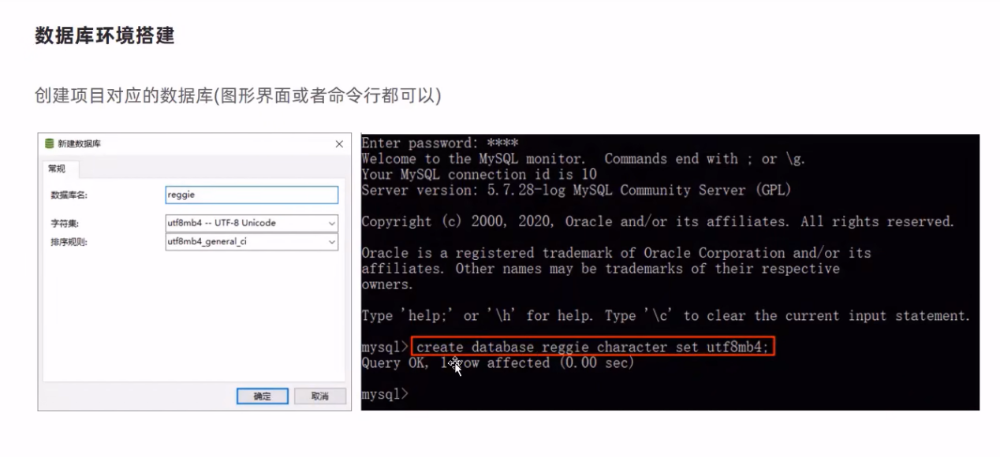 数据库环境搭建
创建项目对应的数据库(图形界面或者命令行都可以)
新建数据库
常规
数据库名:
reggie
字符集:
utf8mb4 -- UTF-8 Unicode
排序规则:
utf8mb4_general_ci
确定
取消
Enter password: ****
Welcome to the MySQL monitor.  Commands end with ; or \g.
Your MySQL connection id is 10
Server version: 5.7.28-log MySQL Community Server (GPL)
Copyright (c) 2000, 2020, Oracle and/or its affiliates. All rights reserved.
Oracle is a registered trademark of Oracle Corporation and/or its
affiliates. Other names may be trademarks of their respective
owners.
Type 'help;' or '\h' for help. Type '\c' to clear the current input statement.
mysql> create database reggie character set utf8mb4;
Query OK, 1 row affected (0.00 sec)
mysql>